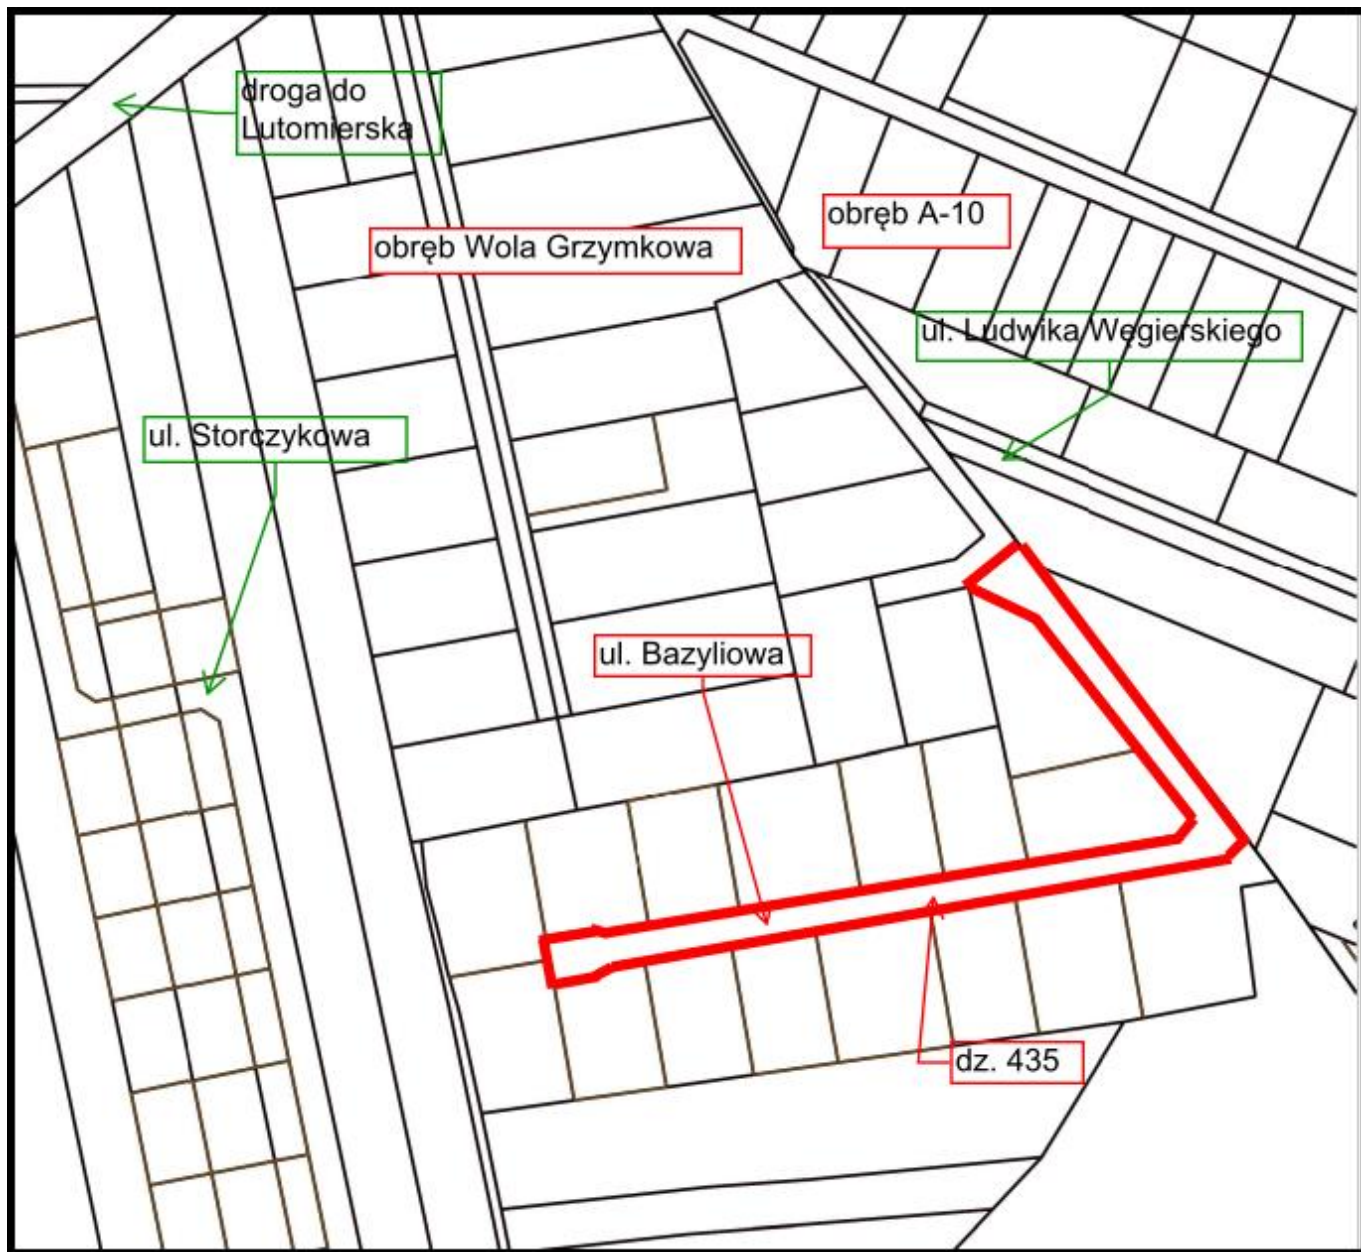 droga do
Lutomierska
obręb A-10
obręb Wola Grzymkowa
ul. Ludwika Węgierskiego
ul. Storczykowa
ul. Bazyliowa
dz. 435